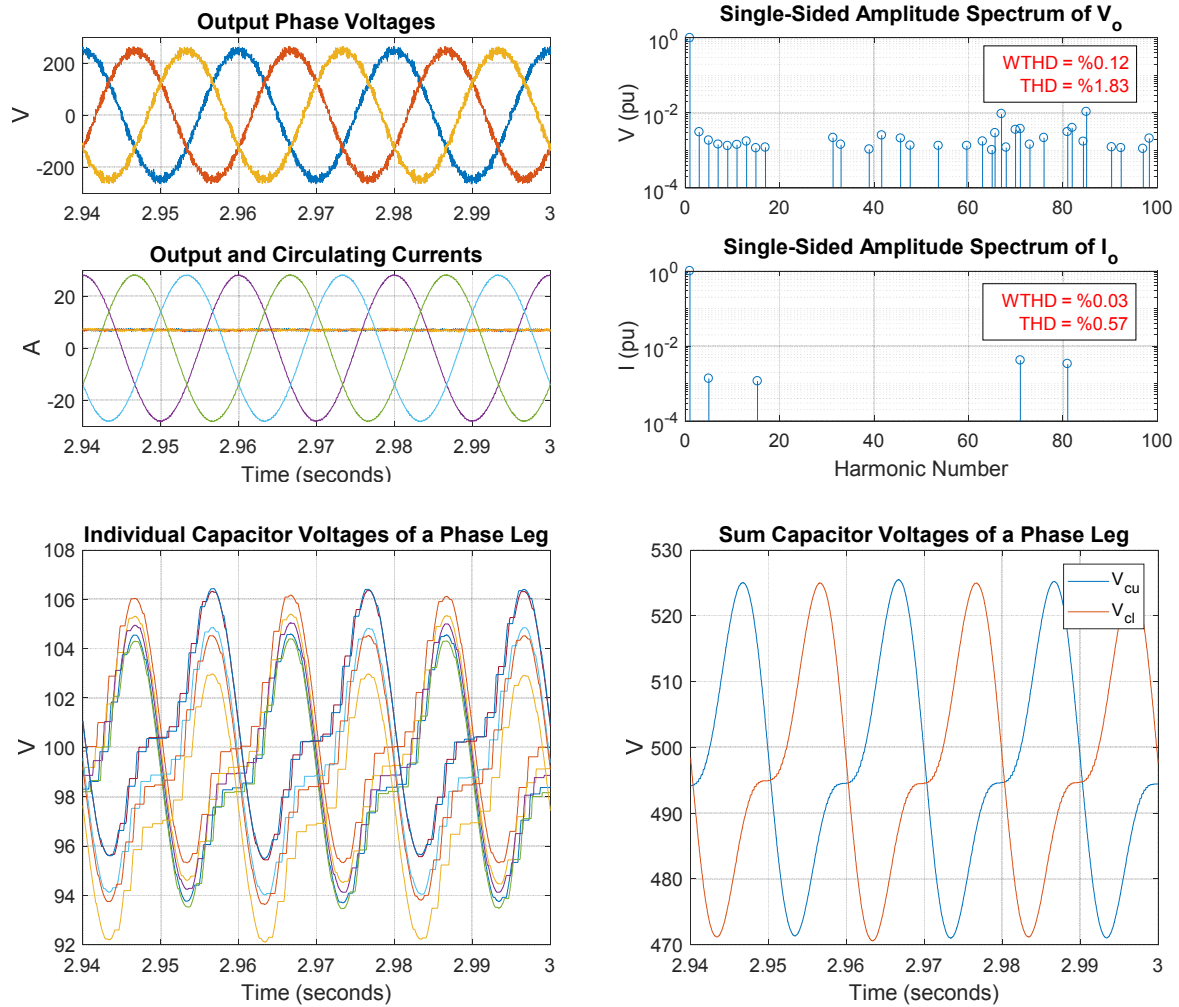 Output Phase Voltages
V
200
0
-200
2.94 2.95 2.96 2.97 2.98 2.99 3
Single-Sided Amplitude Spectrum of V_o
V (pu)
10^0
10^-2
10^-4
WTHD = %0.12
THD = %1.83
0 20 40 60 80 100
Output and Circulating Currents
A
20
0
-20
2.94 2.95 2.96 2.97 2.98 2.99 3
Time (seconds)
Single-Sided Amplitude Spectrum of I_o
I (pu)
10^0
10^-2
10^-4
WTHD = %0.03
THD = %0.57
0 20 40 60 80 100
Harmonic Number
Individual Capacitor Voltages of a Phase Leg
V
108
106
104
102
100
98
96
94
92
2.94 2.95 2.96 2.97 2.98 2.99 3
Time (seconds)
Sum Capacitor Voltages of a Phase Leg
V
530
520
510
500
490
480
470
V_cu
V_cl
2.94 2.95 2.96 2.97 2.98 2.99 3
Time (seconds)